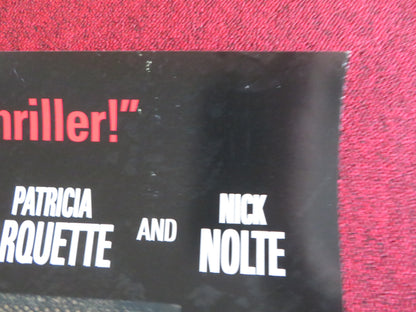 hriller!”
PATRICIA
RQUETTE AND
NICK
NOLTE